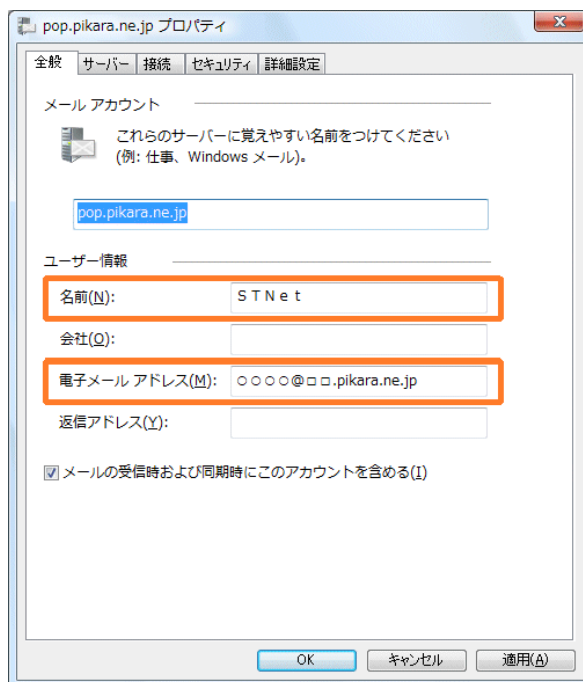 pop.pikara.ne.jp プロパティ
全般 サーバー 接続 セキュリティ 詳細設定
メール アカウント
これらのサーバーに覚えやすい名前をつけてください
(例: 仕事、Windows メール)。
pop.pikara.ne.jp
ユーザー情報
名前(N): ＳＴＮｅｔ
会社(O):
電子メール アドレス(M): ○○○○@□□.pikara.ne.jp
返信アドレス(Y):
メールの受信時および同期時にこのアカウントを含める(I)
OK キャンセル 適用(A)